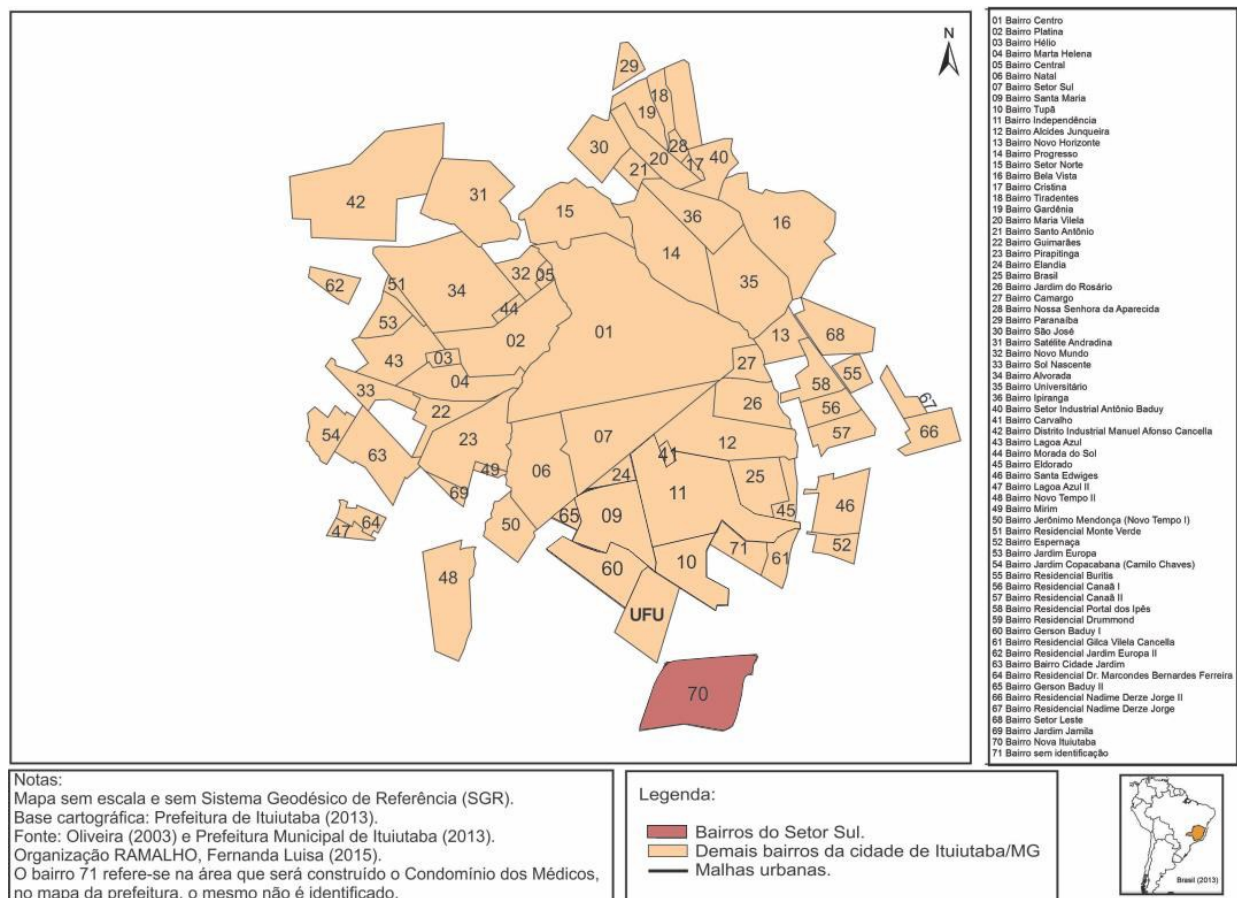 N
29
18
19
28
30
20
17
40
21
42
31
15
36
16
14
62
51
34
32
05
35
44
53
01
02
13
68
43
03
27
55
04
58
33
67
22
26
56
54
23
07
66
57
63
12
41
49
06
24
25
69
11
46
65
09
45
50
47
64
71
52
61
10
60
48
UFU
70
01 Bairro Centro
02 Bairro Platina
03 Bairro Hélio
04 Bairro Marta Helena
05 Bairro Central
06 Bairro Natal
07 Bairro Setor Sul
09 Bairro Santa Maria
10 Bairro Tupã
11 Bairro Independência
12 Bairro Alcides Junqueira
13 Bairro Novo Horizonte
14 Bairro Progresso
15 Bairro Setor Norte
16 Bairro Bela Vista
17 Bairro Cristina
18 Bairro Tiradentes
19 Bairro Gardênia
20 Bairro Maria Vilela
21 Bairro Santo Antônio
22 Bairro Guimarães
23 Bairro Pirapitinga
24 Bairro Elandia
25 Bairro Brasil
26 Bairro Jardim do Rosário
27 Bairro Camargo
28 Bairro Nossa Senhora da Aparecida
29 Bairro Paranaíba
30 Bairro São José
31 Bairro Satélite Andradina
32 Bairro Novo Mundo
33 Bairro Sol Nascente
34 Bairro Alvorada
35 Bairro Universitário
36 Bairro Ipiranga
40 Bairro Setor Industrial Antônio Baduy
41 Bairro Carvalho
42 Bairro Distrito Industrial Manuel Afonso Cancella
43 Bairro Lagoa Azul
44 Bairro Morada do Sol
45 Bairro Eldorado
46 Bairro Santa Edwiges
47 Bairro Lagoa Azul II
48 Bairro Novo Tempo II
49 Bairro Mirim
50 Bairro Jerônimo Mendonça (Novo Tempo I)
51 Bairro Residencial Monte Verde
52 Bairro Espernaça
53 Bairro Jardim Europa
54 Bairro Jardim Copacabana (Camilo Chaves)
55 Bairro Residencial Buritis
56 Bairro Residencial Canaã I
57 Bairro Residencial Canaã II
58 Bairro Residencial Portal dos Ipês
59 Bairro Residencial Drummond
60 Bairro Gerson Baduy I
61 Bairro Residencial Gilca Vilela Cancella
62 Bairro Residencial Jardim Europa II
63 Bairro Bairro Cidade Jardim
64 Bairro Residencial Dr. Marcondes Bernardes Ferreira
65 Bairro Gerson Baduy II
66 Bairro Residencial Nadime Derze Jorge II
67 Bairro Residencial Nadime Derze Jorge
68 Bairro Setor Leste
69 Bairro Jardim Jamila
70 Bairro Nova Ituiutaba
71 Bairro sem identificação
Notas:
Mapa sem escala e sem Sistema Geodésico de Referência (SGR).
Base cartográfica: Prefeitura de Ituiutaba (2013).
Fonte: Oliveira (2003) e Prefeitura Municipal de Ituiutaba (2013).
Organização RAMALHO, Fernanda Luisa (2015).
O bairro 71 refere-se na área que será construído o Condomínio dos Médicos,
no mapa da prefeitura, o mesmo não é identificado.
Legenda:
Bairros do Setor Sul.
Demais bairros da cidade de Ituiutaba/MG
Malhas urbanas.
Brasil (2013)